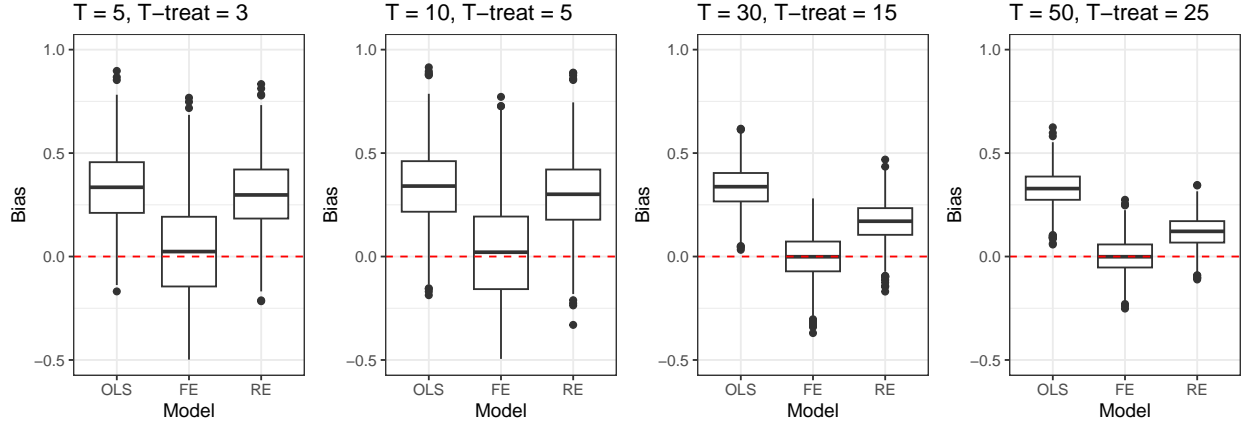 T = 5, T−treat = 3
1.0
0.5
0.0
−0.5
Bias
OLS FE RE
Model
T = 10, T−treat = 5
1.0
0.5
0.0
−0.5
Bias
OLS FE RE
Model
T = 30, T−treat = 15
1.0
0.5
0.0
−0.5
Bias
OLS FE RE
Model
T = 50, T−treat = 25
1.0
0.5
0.0
−0.5
Bias
OLS FE RE
Model